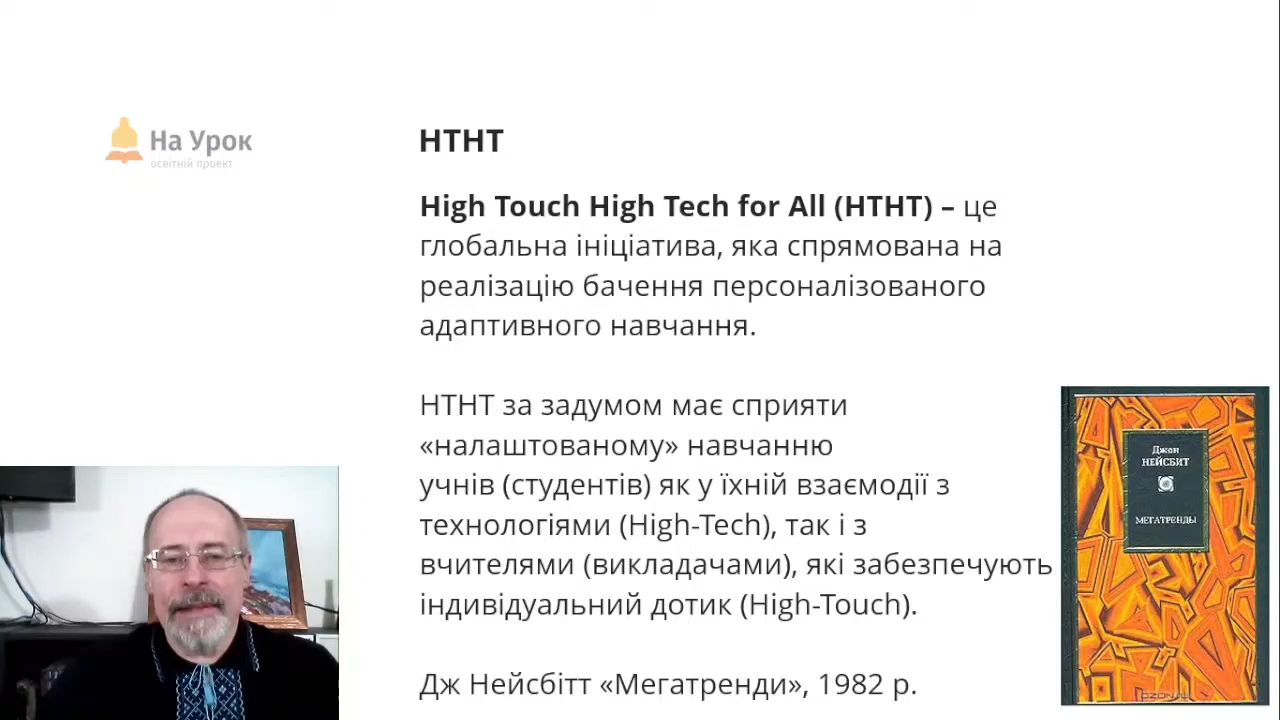 На Урок
освітній проект
HTHT
High Touch High Tech for All (HTHT) – це
глобальна ініціатива, яка спрямована на
реалізацію бачення персоналізованого
адаптивного навчання.
HTHT за задумом має сприяти
«налаштованому» навчанню
учнів (студентів) як у їхній взаємодії з
технологіями (High-Tech), так і з
вчителями (викладачами), які забезпечують
індивідуальний дотик (High-Touch).
Дж Нейсбітт «Мегатренди», 1982 р.
Джон
НЕЙСБИТ
МЕГАТРЕНДЫ